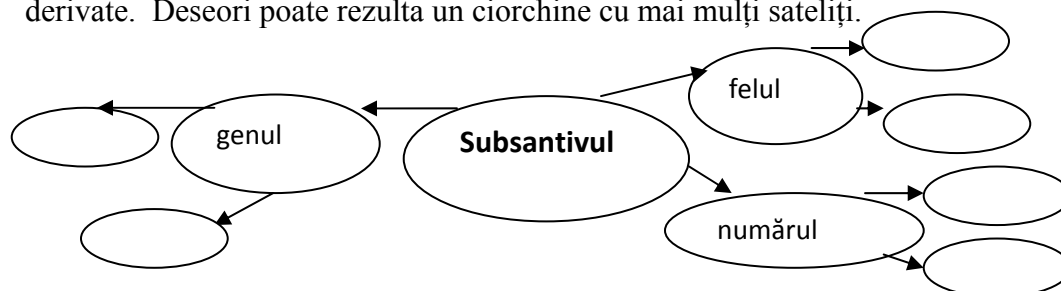 derivate. Deseori poate rezulta un ciorchine cu mai mulți sateliți.
felul
genul
Subsantivul
numărul